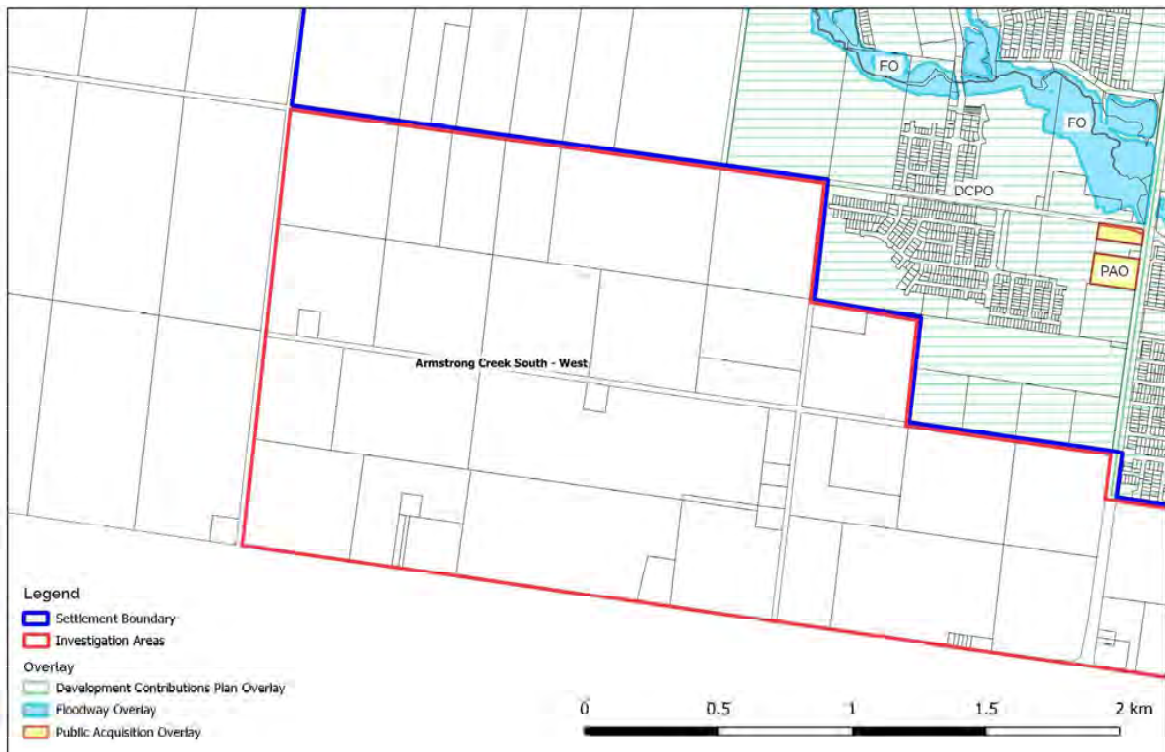 FO
FO
DCPO
PAO
Armstrong Creek South - West
Legend
Settlement Boundary
Investigation Areas
Overlay
Development Contributions Plan Overlay
Floodway Overlay
Public Acquisition Overlay
0 0.5 1 1.5 2 km